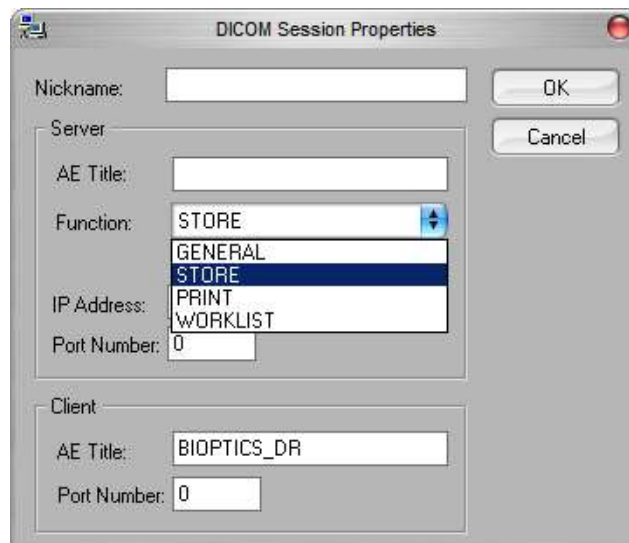 DICOM Session Properties
Nickname:
OK
Server
Cancel
AE Title:
Function: STORE
GENERAL
STORE
PRINT
IP Address:
WORKLIST
Port Number: 0
Client
AE Title: BIOPTICS_DR
Port Number: 0